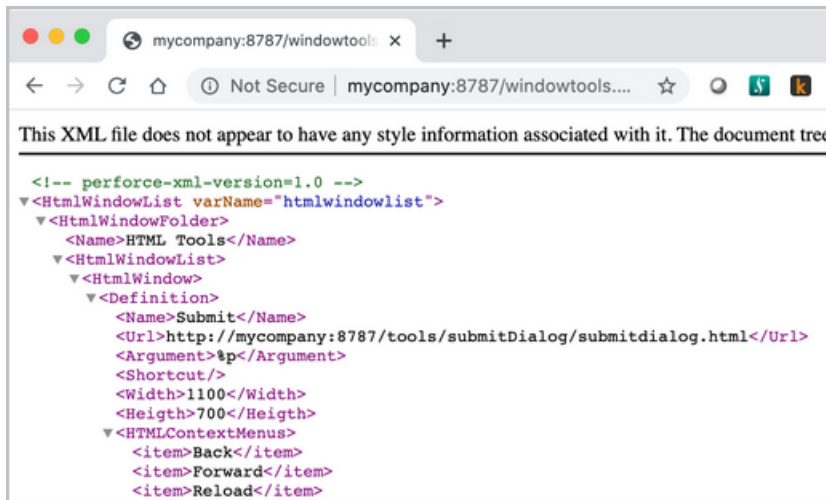 mycompany:8787/windowtools
Not Secure | mycompany:8787/windowtools....
This XML file does not appear to have any style information associated with it. The document tree
<!-- perforce-xml-version=1.0 -->
<HtmlWindowList varName="htmlwindowlist">
<HtmlWindowFolder>
<Name>HTML Tools</Name>
<HtmlWindowList>
<HtmlWindow>
<Definition>
<Name>Submit</Name>
<Url>http://mycompany:8787/tools/submitDialog/submitdialog.html</Url>
<Argument>%p</Argument>
<Shortcut/>
<Width>1100</Width>
<Heigth>700</Heigth>
<HTMLContextMenus>
<item>Back</item>
<item>Forward</item>
<item>Reload</item>